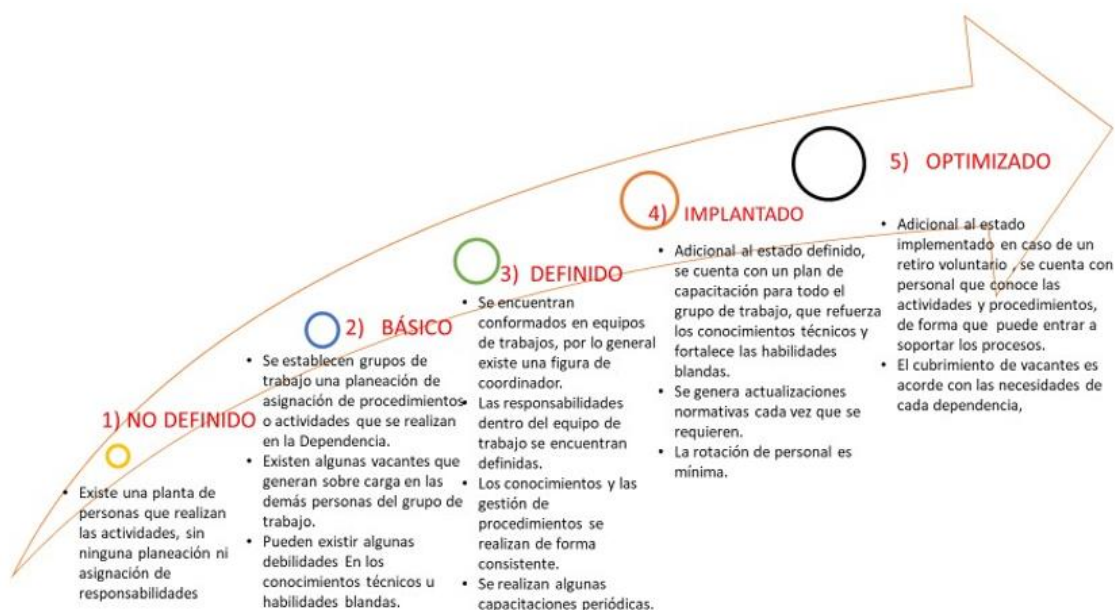 1) NO DEFINIDO
• Existe una planta de
personas que realizan
las actividades, sin
ninguna planeación ni
asignación de
responsabilidades
2) BÁSICO
• Se establecen grupos de
trabajo una planeación de
asignación de procedimientos
o actividades que se realizan
en la Dependencia.
• Existen algunas vacantes que
generan sobre carga en las
demás personas del grupo de
trabajo.
• Pueden existir algunas
debilidades En los
conocimientos técnicos u
habilidades blandas.
3) DEFINIDO
• Se encuentran
conformados en equipos
de trabajos, por lo general
existe una figura de
coordinador.
• Las responsabilidades
dentro del equipo de
trabajo se encuentran
definidas.
• Los conocimientos y las
gestión de
procedimientos se
realizan de forma
consistente.
• Se realizan algunas
capacitaciones periódicas.
4) IMPLANTADO
• Adicional al estado definido,
se cuenta con un plan de
capacitación para todo el
grupo de trabajo, que refuerza
los conocimientos técnicos y
fortalece las habilidades
blandas.
• Se genera actualizaciones
normativas cada vez que se
requieren.
• La rotación de personal es
mínima.
5) OPTIMIZADO
• Adicional al estado
implementado en caso de un
retiro voluntario , se cuenta con
personal que conoce las
actividades y procedimientos,
de forma que puede entrar a
soportar los procesos.
• El cubrimiento de vacantes es
acorde con las necesidades de
cada dependencia,